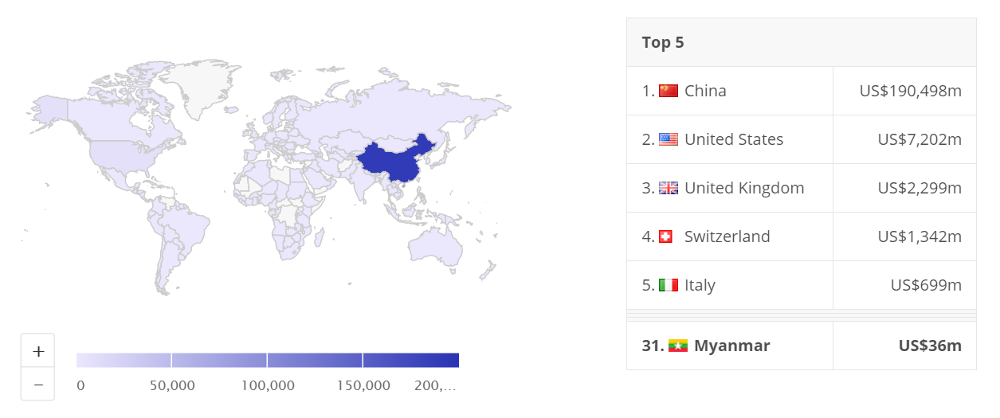 Top 5
1. China US$190,498m
2. United States US$7,202m
3. United Kingdom US$2,299m
4. Switzerland US$1,342m
5. Italy US$699m
31. Myanmar US$36m
+
−
0 50,000 100,000 150,000 200,...